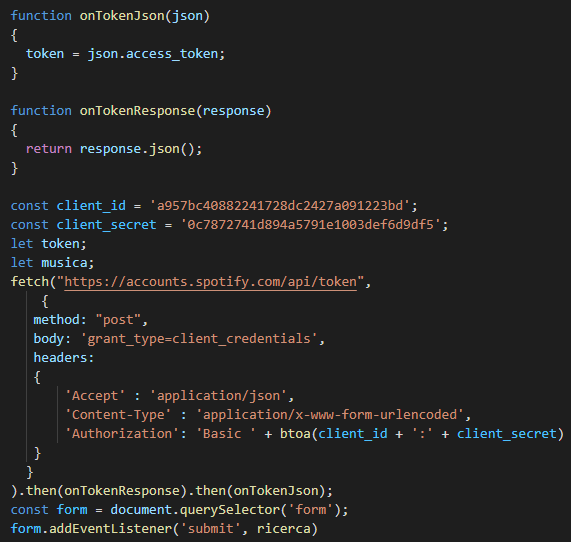 function onTokenJson(json)
{
token = json.access_token;
}
function onTokenResponse(response)
{
return response.json();
}
const client_id = 'a957bc40882241728dc2427a091223bd';
const client_secret = '0c7872741d894a5791e1003def6d9df5';
let token;
let musica;
fetch("https://accounts.spotify.com/api/token",
{
method: "post",
body: 'grant_type=client_credentials',
headers:
{
'Accept' : 'application/json',
'Content-Type' : 'application/x-www-form-urlencoded',
'Authorization': 'Basic ' + btoa(client_id + ':' + client_secret)
}
}
).then(onTokenResponse).then(onTokenJson);
const form = document.querySelector('form');
form.addEventListener('submit', ricerca)